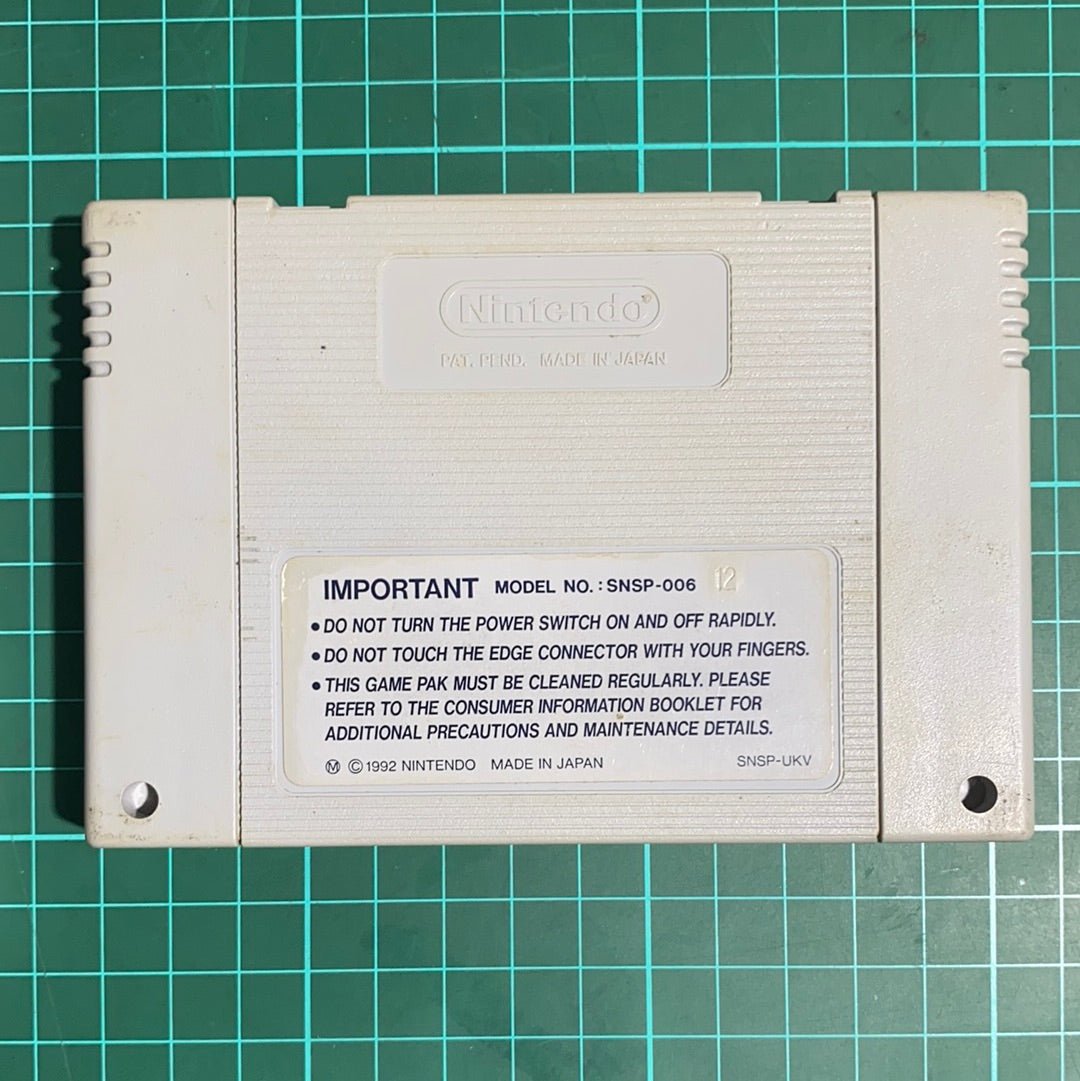 Nintendo®
PAT. PEND. MADE IN JAPAN
IMPORTANT MODEL NO. : SNSP-006 12
• DO NOT TURN THE POWER SWITCH ON AND OFF RAPIDLY.
• DO NOT TOUCH THE EDGE CONNECTOR WITH YOUR FINGERS.
• THIS GAME PAK MUST BE CLEANED REGULARLY. PLEASE
REFER TO THE CONSUMER INFORMATION BOOKLET FOR
ADDITIONAL PRECAUTIONS AND MAINTENANCE DETAILS.
Ⓜ © 1992 NINTENDO MADE IN JAPAN SNSP-UKV